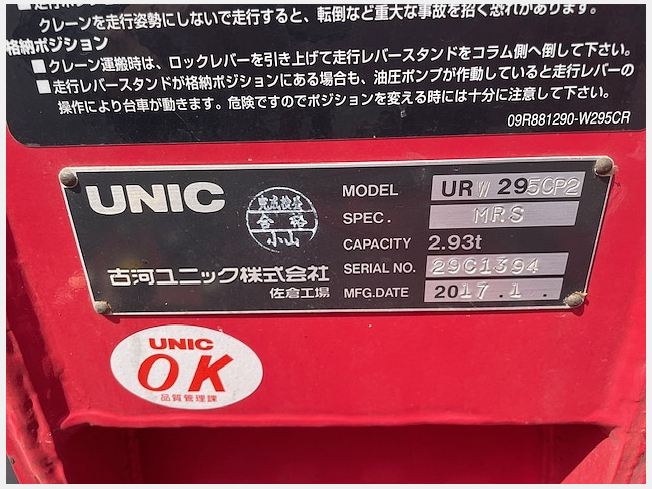 クレーンを走行姿勢にしないで走行すると、転倒など重大な事故を招く恐れがあります。
格納ポジション
■クレーン運搬時は、ロックレバーを引き上げて走行レバースタンドをコラム側へ倒して下さい。
■走行レバースタンドが格納ポジションにある場合も、油圧ポンプが作動していると走行レバーの
操作により台車が動きます。危険ですのでポジションを変える時には十分に注意して下さい。
09R881290-W295CR
UNIC
完成検査
合格
小山
MODEL URW295CP2
SPEC. MRS
CAPACITY 2.93t
SERIAL NO. 29C1394
MFG.DATE 2017.1.
古河ユニック株式会社
佐倉工場
UNIC
OK
品質管理課